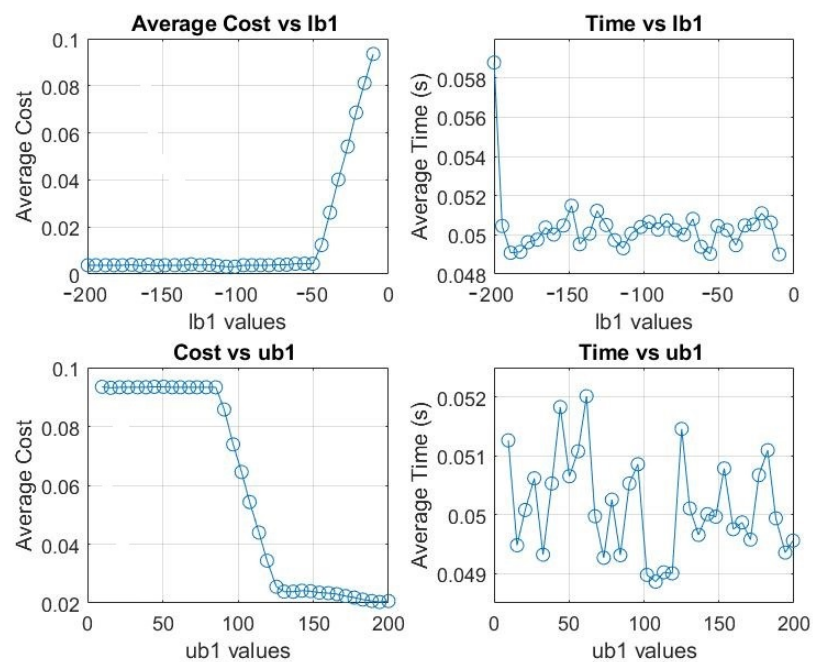 Average Cost vs lb1
0.1
0.08
0.06
0.04
0.02
0
Average Cost
-200 -150 -100 -50 0
lb1 values
Time vs lb1
0.058
0.056
0.054
0.052
0.05
0.048
Average Time (s)
-200 -150 -100 -50 0
lb1 values
Cost vs ub1
0.1
0.08
0.06
0.04
0.02
Average Cost
0 50 100 150 200
ub1 values
Time vs ub1
0.052
0.051
0.05
0.049
Average Time (s)
0 50 100 150 200
ub1 values